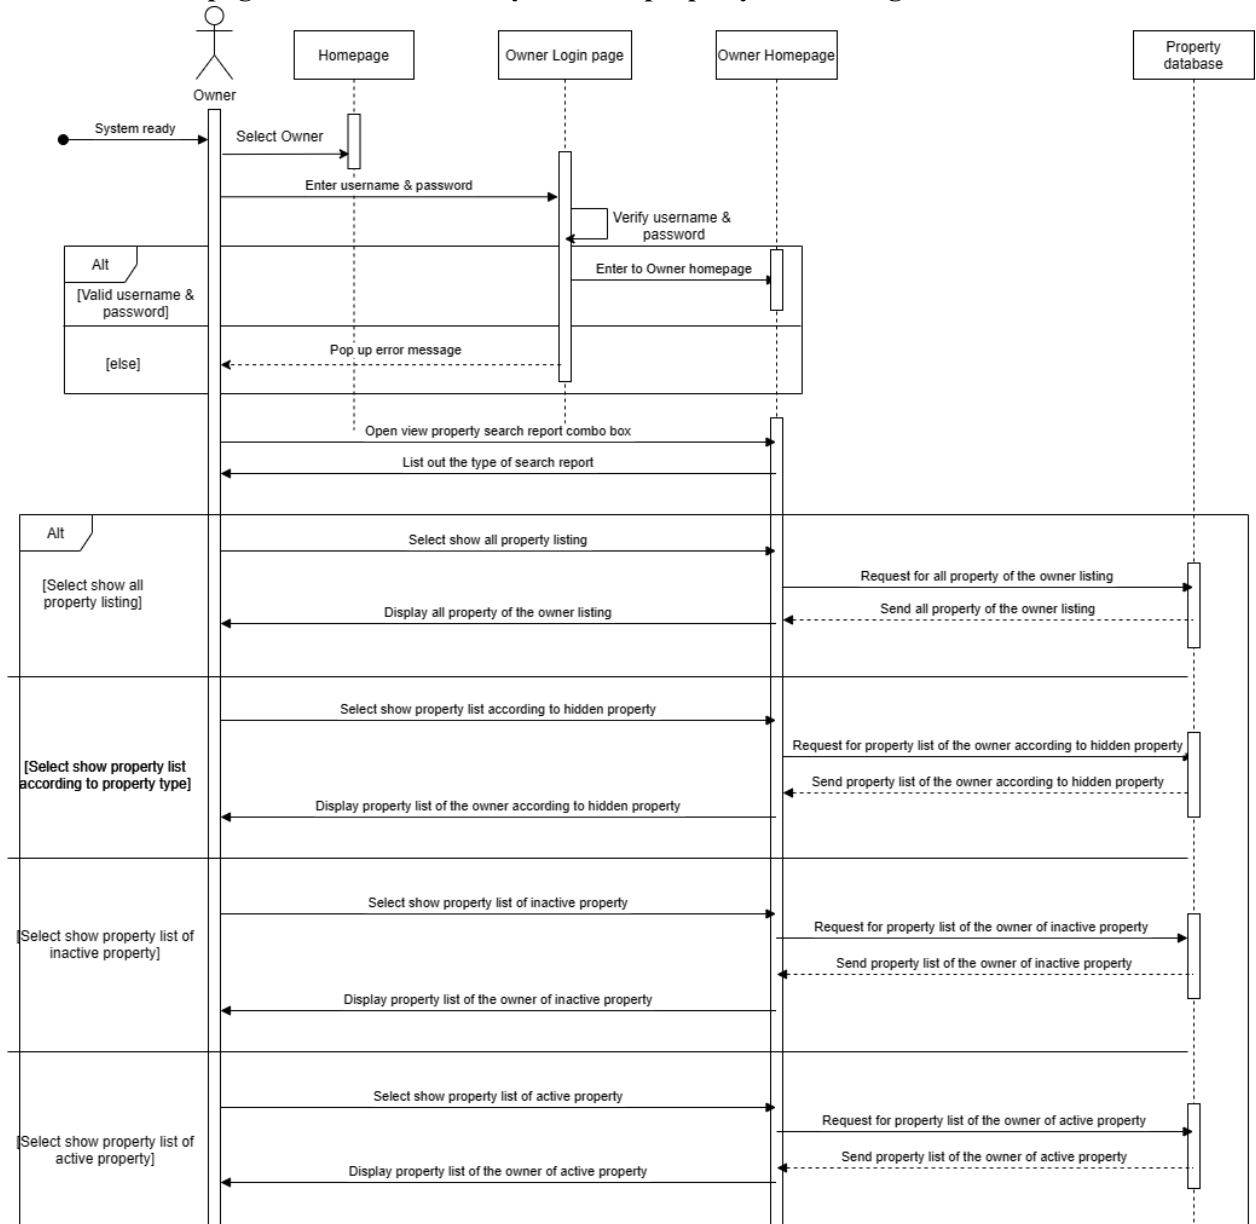 Homepage
Owner Login page
Owner Homepage
Property
database
Owner
System ready
Select Owner
Enter username & password
Verify username &
password
Alt
Enter to Owner homepage
[Valid username &
password]
Pop up error message
[else]
Open view property search report combo box
List out the type of search report
Alt
Select show all property listing
[Select show all
property listing]
Request for all property of the owner listing
Display all property of the owner listing
Send all property of the owner listing
Select show property list according to hidden property
Request for property list of the owner according to hidden property
[Select show property list
according to property type]
Send property list of the owner according to hidden property
Display property list of the owner according to hidden property
Select show property list of inactive property
Request for property list of the owner of inactive property
[Select show property list of
inactive property]
Send property list of the owner of inactive property
Display property list of the owner of inactive property
Select show property list of active property
Request for property list of the owner of active property
[Select show property list of
active property]
Send property list of the owner of active property
Display property list of the owner of active property